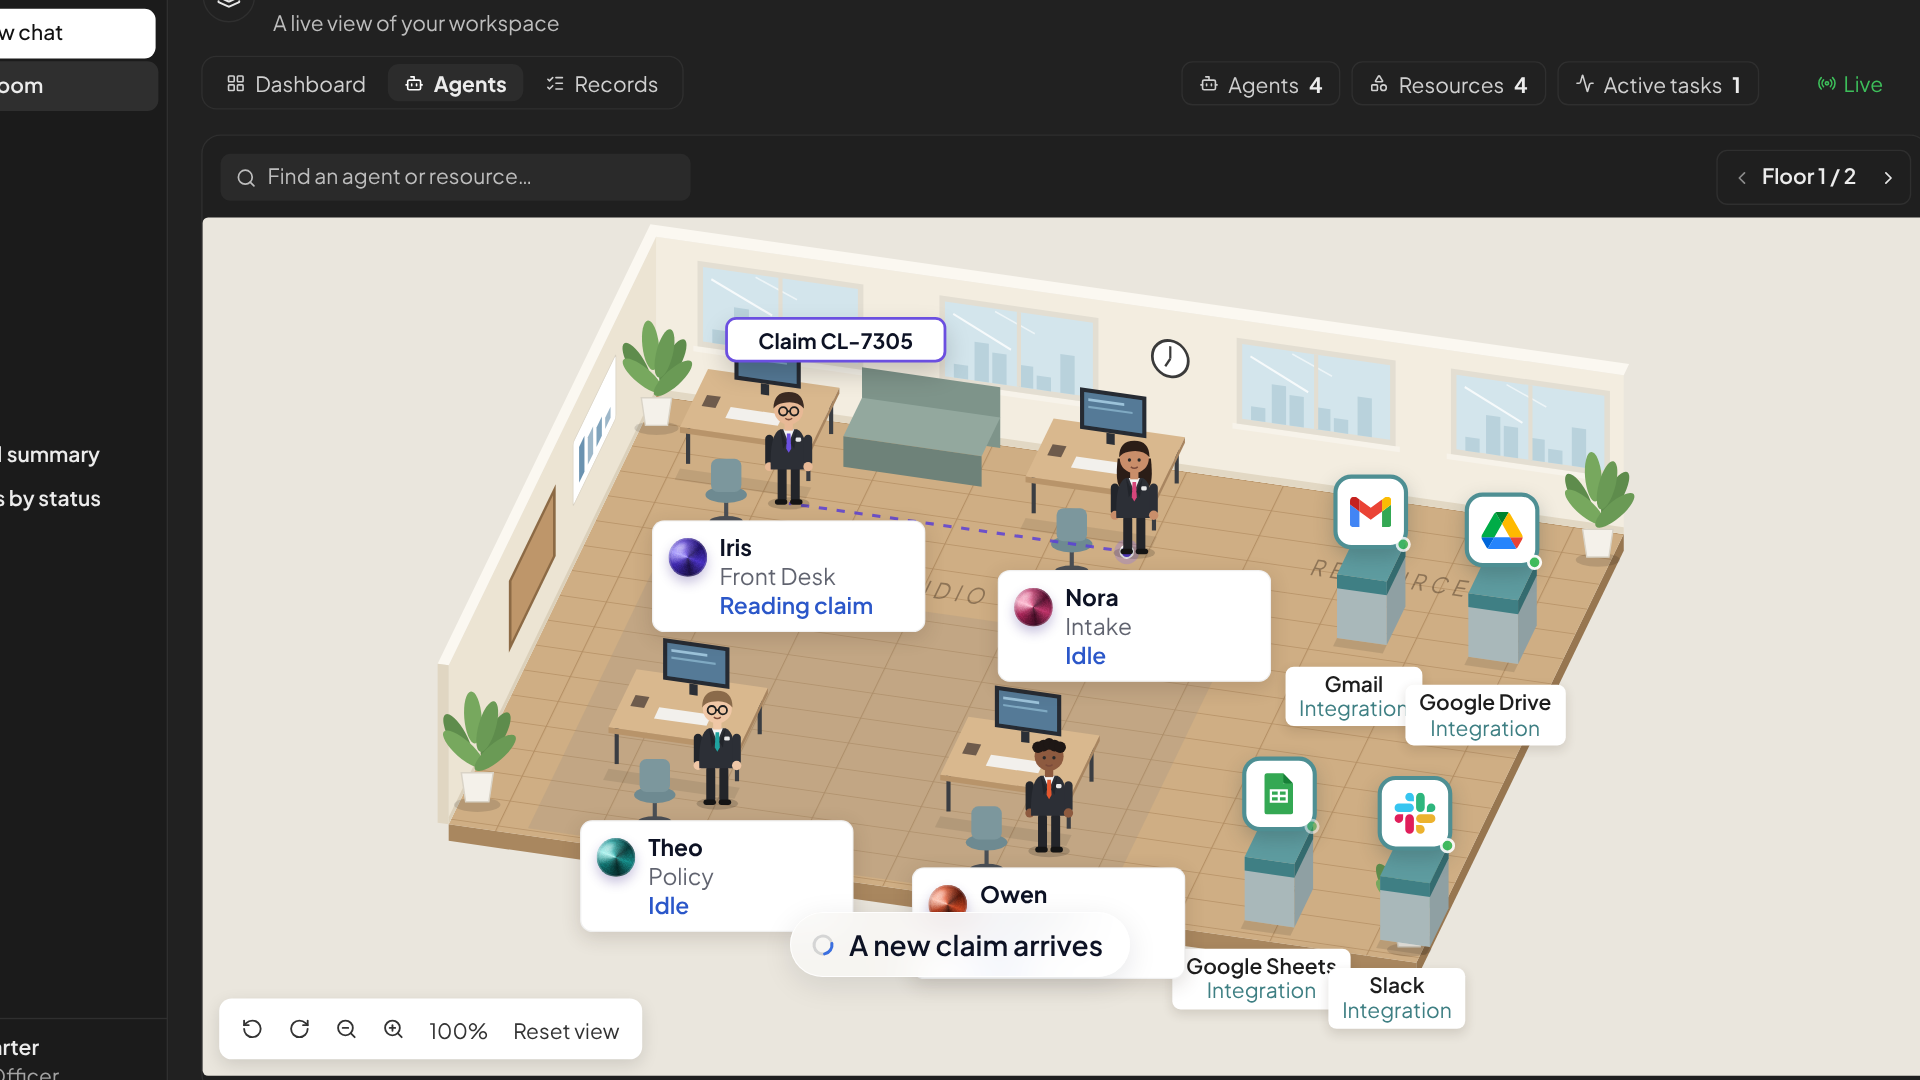 w chat
oom
l summary
s by status
arter
Officer
A live view of your workspace
Dashboard
Agents
Records
Agents 4
Resources 4
Active tasks 1
Live
Find an agent or resource...
Floor 1 / 2
Claim CL-7305
Iris
Front Desk
Reading claim
Nora
Intake
Idle
Gmail
Integration
Google Drive
Integration
Theo
Policy
Idle
Owen
A new claim arrives
Google Sheets
Integration
Slack
Integration
100%
Reset view